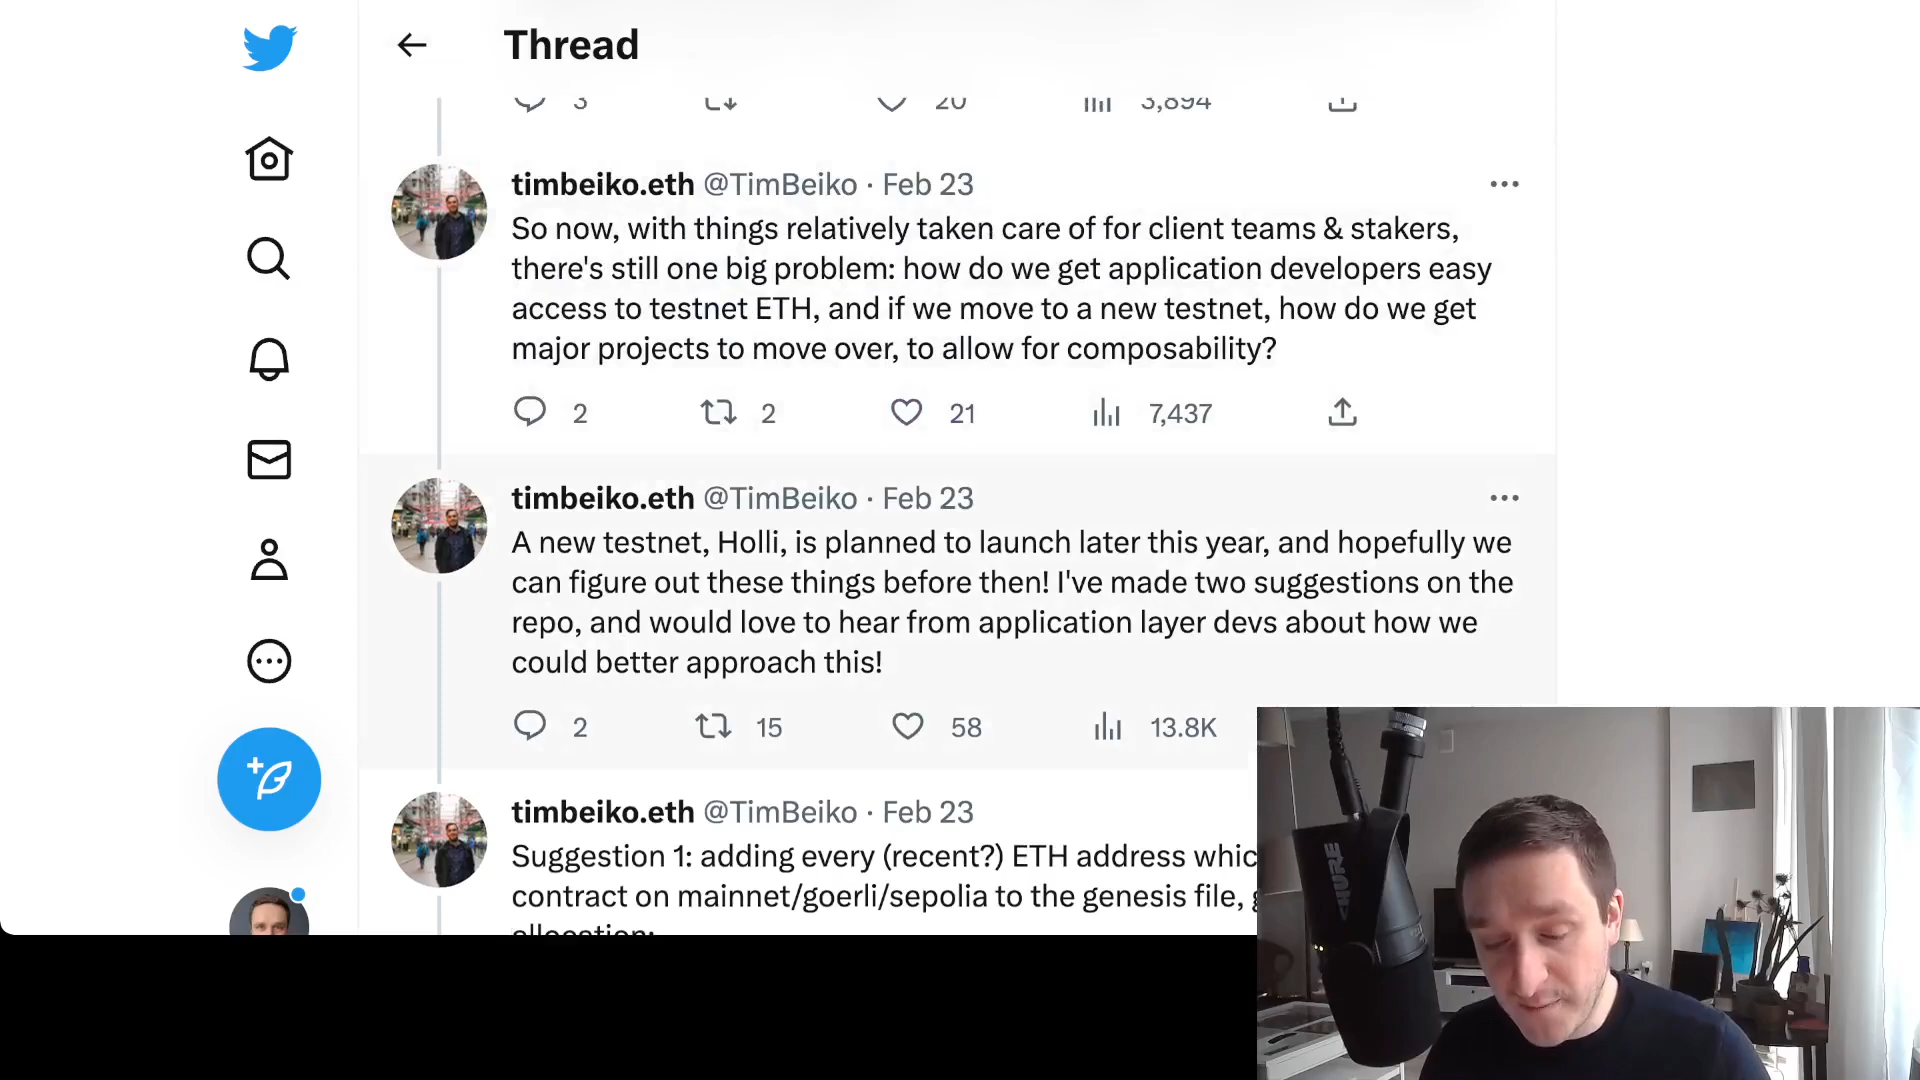 Thread
3 20 3,894
timbeiko.eth @TimBeiko · Feb 23
So now, with things relatively taken care of for client teams & stakers,
there's still one big problem: how do we get application developers easy
access to testnet ETH, and if we move to a new testnet, how do we get
major projects to move over, to allow for composability?
2 2 21 7,437
timbeiko.eth @TimBeiko · Feb 23
A new testnet, Holli, is planned to launch later this year, and hopefully we
can figure out these things before then! I've made two suggestions on the
repo, and would love to hear from application layer devs about how we
could better approach this!
2 15 58 13.8K
timbeiko.eth @TimBeiko · Feb 23
Suggestion 1: adding every (recent?) ETH address whic
contract on mainnet/goerli/sepolia to the genesis file,
allocation:
SHURE